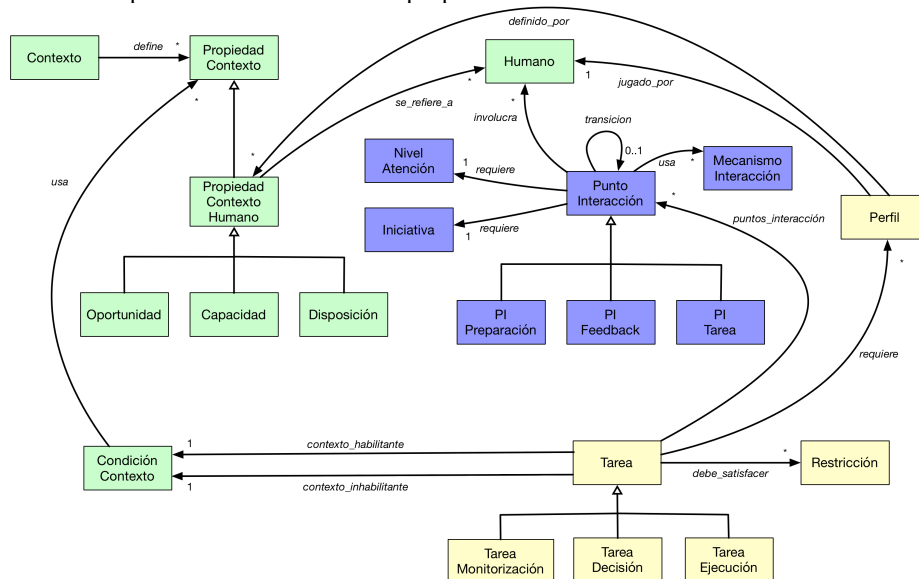 definido_por
Contexto
define
*
Propiedad
Contexto
*
Humano
*
1
jugado_por
se_refiere_a
involucra
*
transicion
0..1
usa
*
Mecanismo
Interacción
Nivel
Atención
1
requiere
Punto
Interacción
*
Iniciativa
1
requiere
usa
*
Propiedad
Contexto
Humano
puntos_interacción
Perfil
*
Oportunidad
Capacidad
Disposición
PI
Preparación
PI
Feedback
PI
Tarea
requiere
Condición
Contexto
1
contexto_habilitante
1
contexto_inhabilitante
Tarea
debe_satisfacer
*
Restricción
Tarea
Monitorización
Tarea
Decisión
Tarea
Ejecución